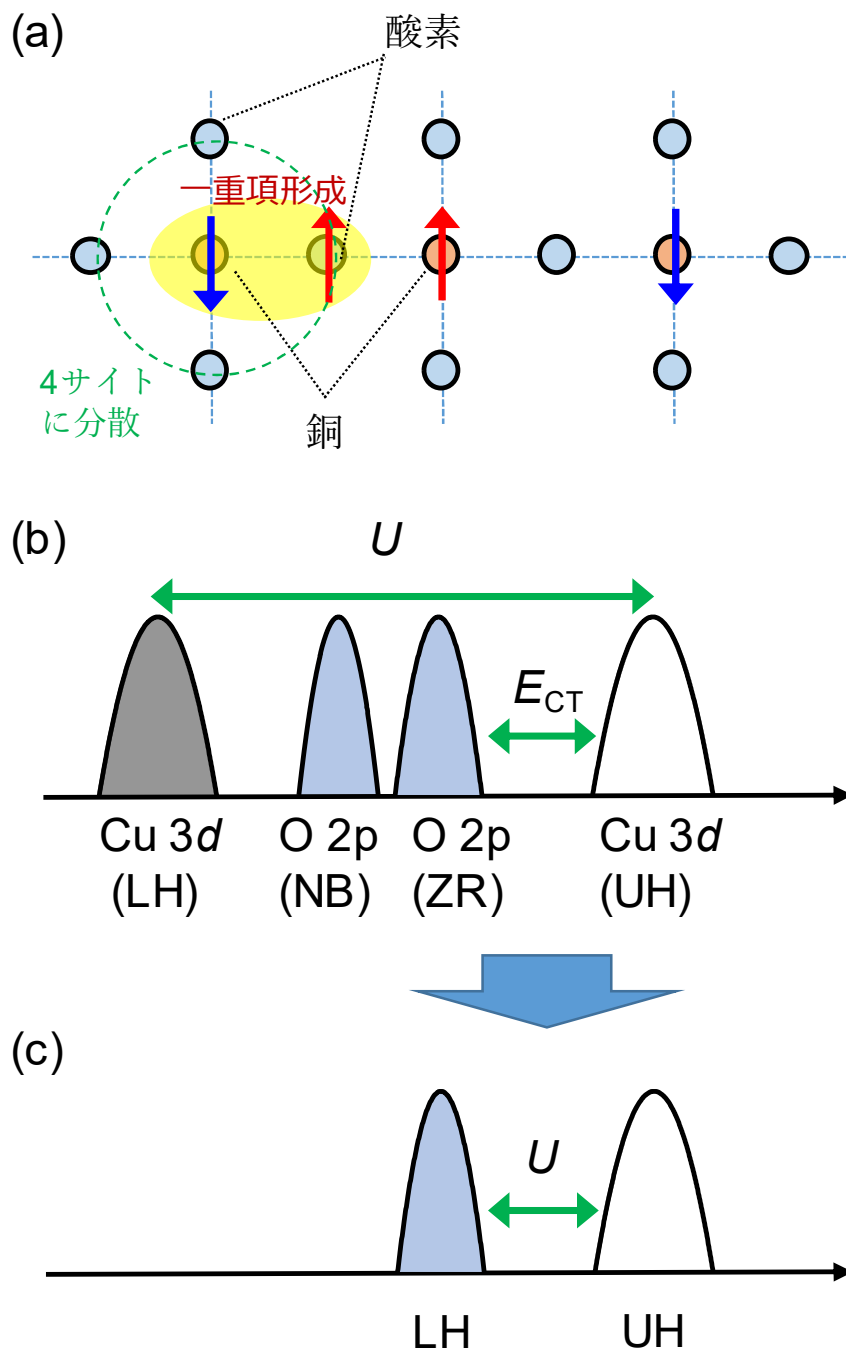 (a)
酸素
一重項形成
4サイト
に分散
銅
(b)
U
E_CT
Cu 3d O 2p O 2p Cu 3d
(LH) (NB) (ZR) (UH)
(c)
U
LH UH